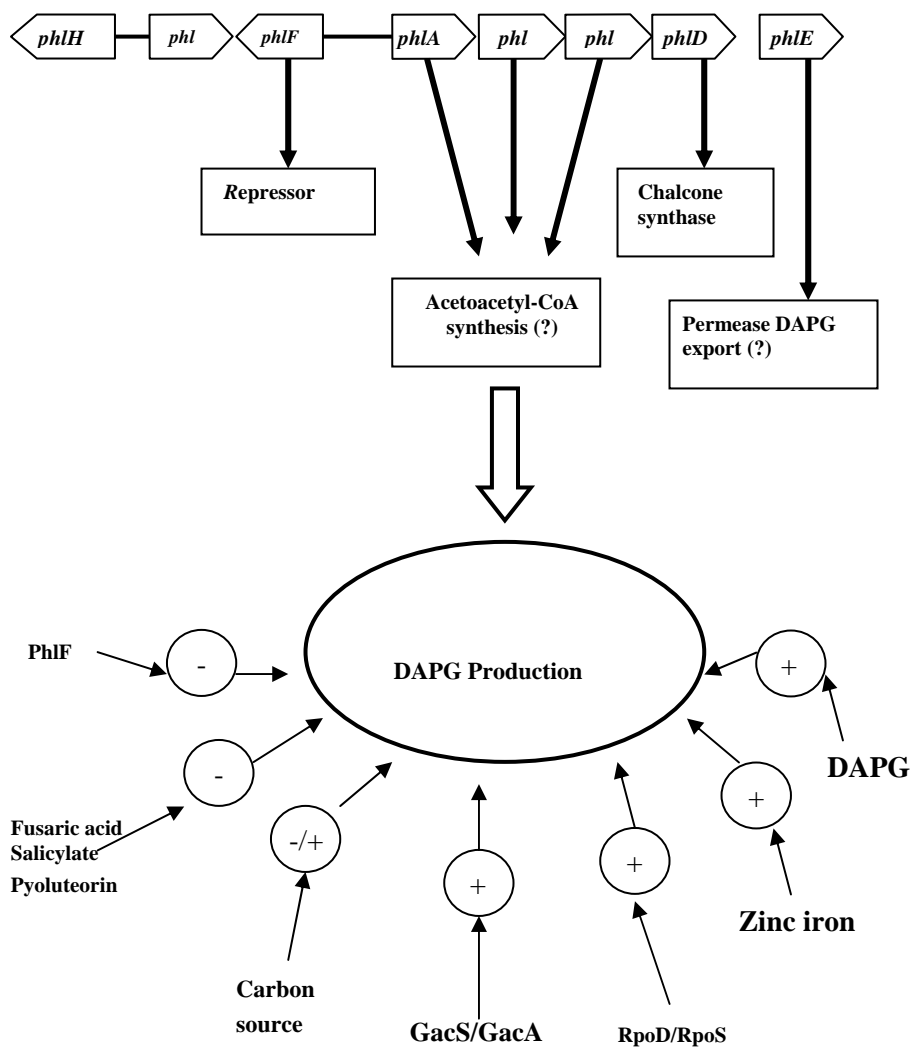 phlH phl phlF phlA phl phl phlD phlE
Repressor
Chalcone
synthase
Acetoacetyl-CoA
synthesis (?)
Permease DAPG
export (?)
DAPG Production
PhlF
-
+
DAPG
-
Fusaric acid
Salicylate
Pyoluteorin
-/+
Carbon
source
+
GacS/GacA
+
RpoD/RpoS
+
Zinc iron